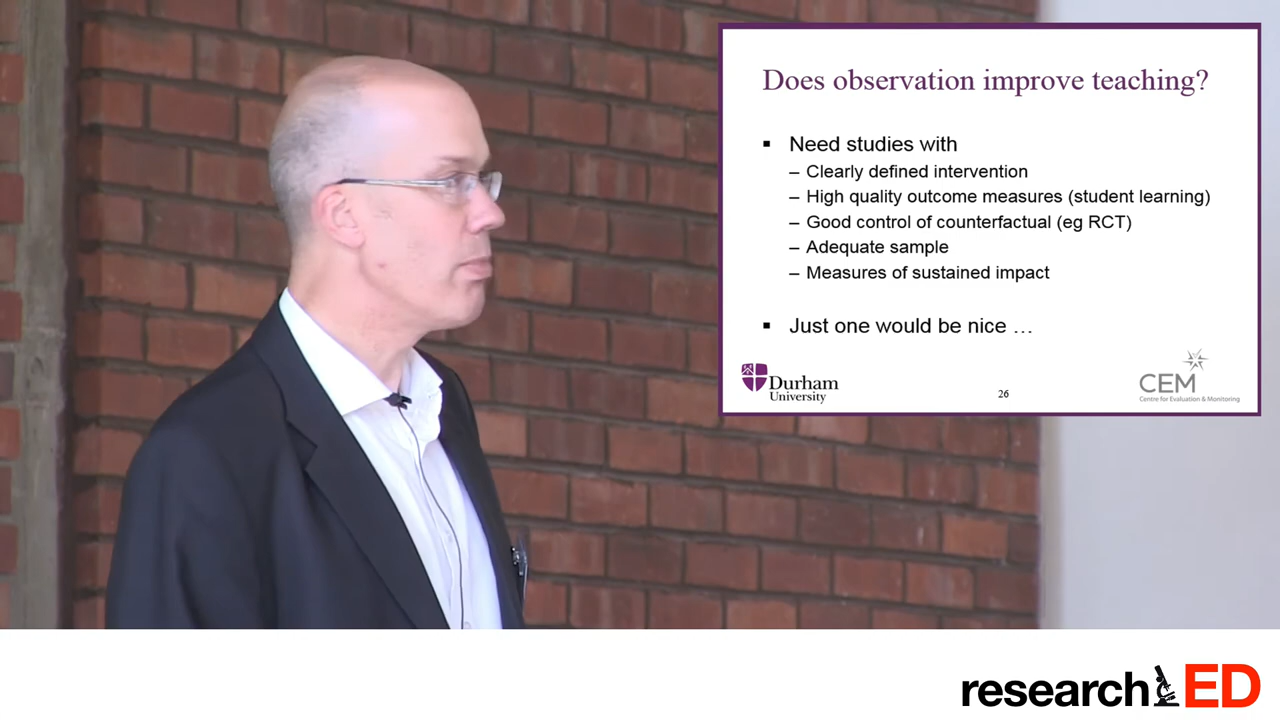 Does observation improve teaching?
▪ Need studies with
– Clearly defined intervention
– High quality outcome measures (student learning)
– Good control of counterfactual (eg RCT)
– Adequate sample
– Measures of sustained impact
▪ Just one would be nice …
Durham
University
26
CEM
Centre for Evaluation & Monitoring
researchED